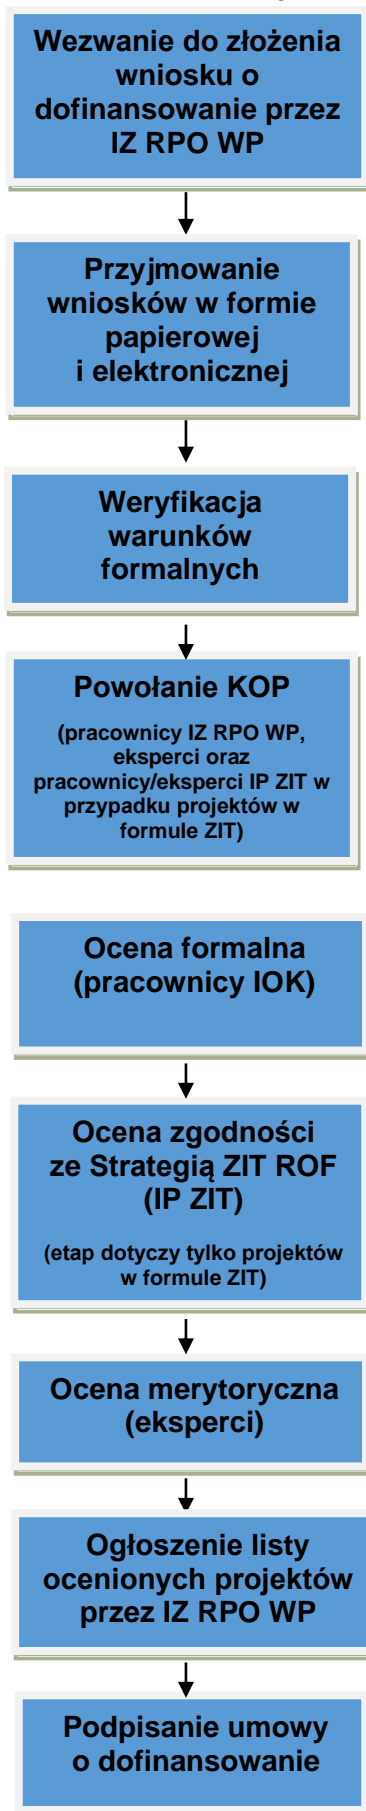 Wezwanie do złożenia
wniosku o
dofinansowanie przez
IZ RPO WP
Przyjmowanie
wniosków w formie
papierowej
i elektronicznej
Weryfikacja
warunków
formalnych
Powołanie KOP
(pracownicy IZ RPO WP,
eksperci oraz
pracownicy/eksperci IP ZIT w
przypadku projektów w
formule ZIT)
Ocena formalna
(pracownicy IOK)
Ocena zgodności
ze Strategią ZIT ROF
(IP ZIT)
(etap dotyczy tylko projektów
w formule ZIT)
Ocena merytoryczna
(eksperci)
Ogłoszenie listy
ocenionych projektów
przez IZ RPO WP
Podpisanie umowy
o dofinansowanie